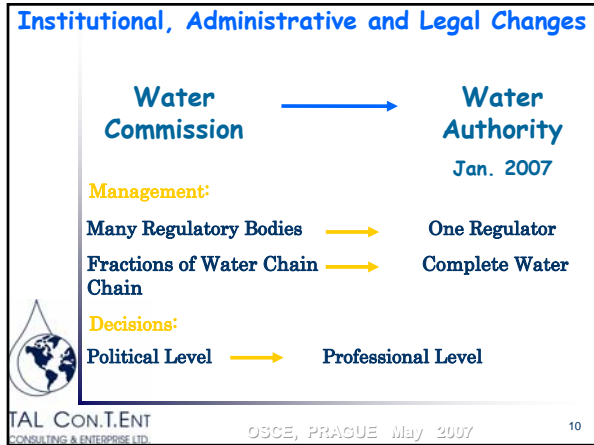 Institutional, Administrative and Legal Changes
Water Water
Commission Authority
Jan. 2007
Management:
Many Regulatory Bodies One Regulator
Fractions of Water Chain Complete Water
Chain
Decisions:
Political Level Professional Level
TAL CON.T.ENT
CONSULTING & ENTERPRISE LTD.
OSCE, PRAGUE May 2007
10